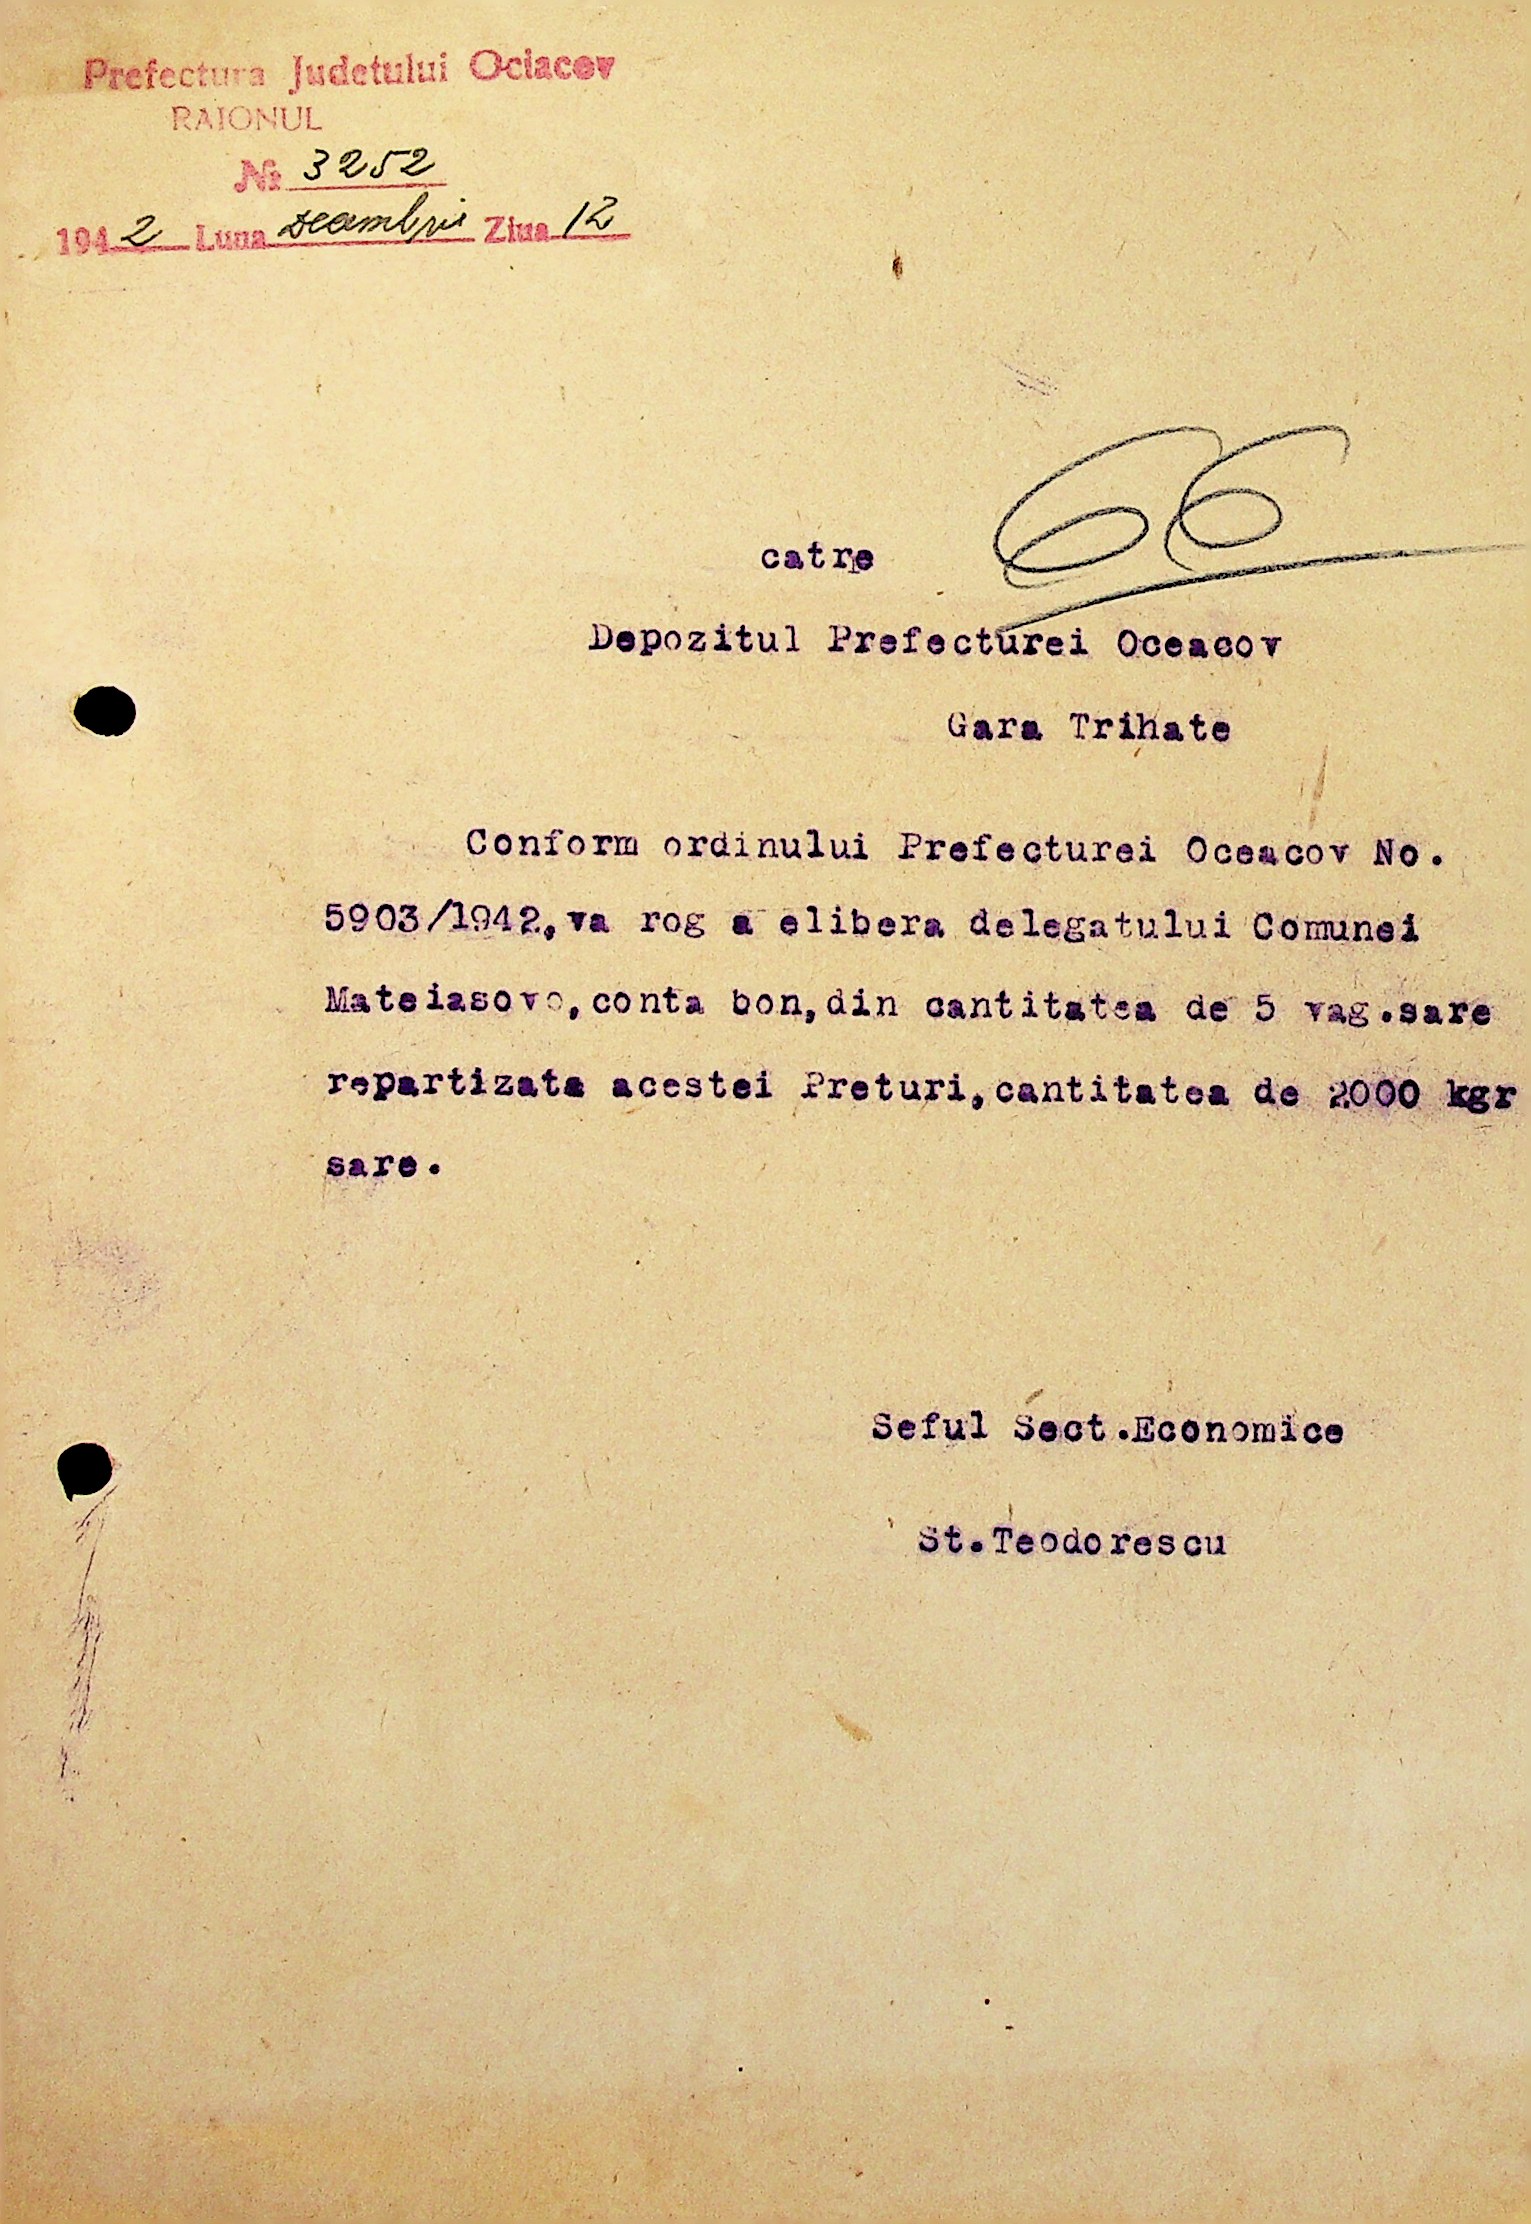 Prefectura Judetului Ociacov
RAIONUL
№ 3252
1942 Luna decembrie Ziua 12
66
catre
Depozitul Prefecturei Oceacov
Gara Trihate
Conform ordinului Prefecturei Oceacov No.
5903/1942,va rog a elibera delegatului Comunei
Mateiasovo,conta bon,din cantitatea de 5 vag.sare
repartizata acestei Preturi,cantitatea de 2000 kgr
sare.
Seful Sect.Economice
St.Teodorescu